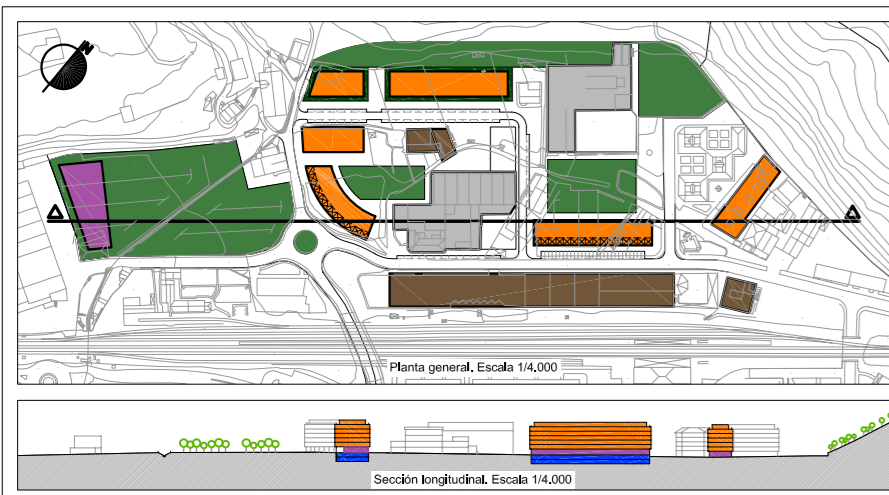 N
Planta general. Escala 1/4.000
Sección longitudinal. Escala 1/4.000